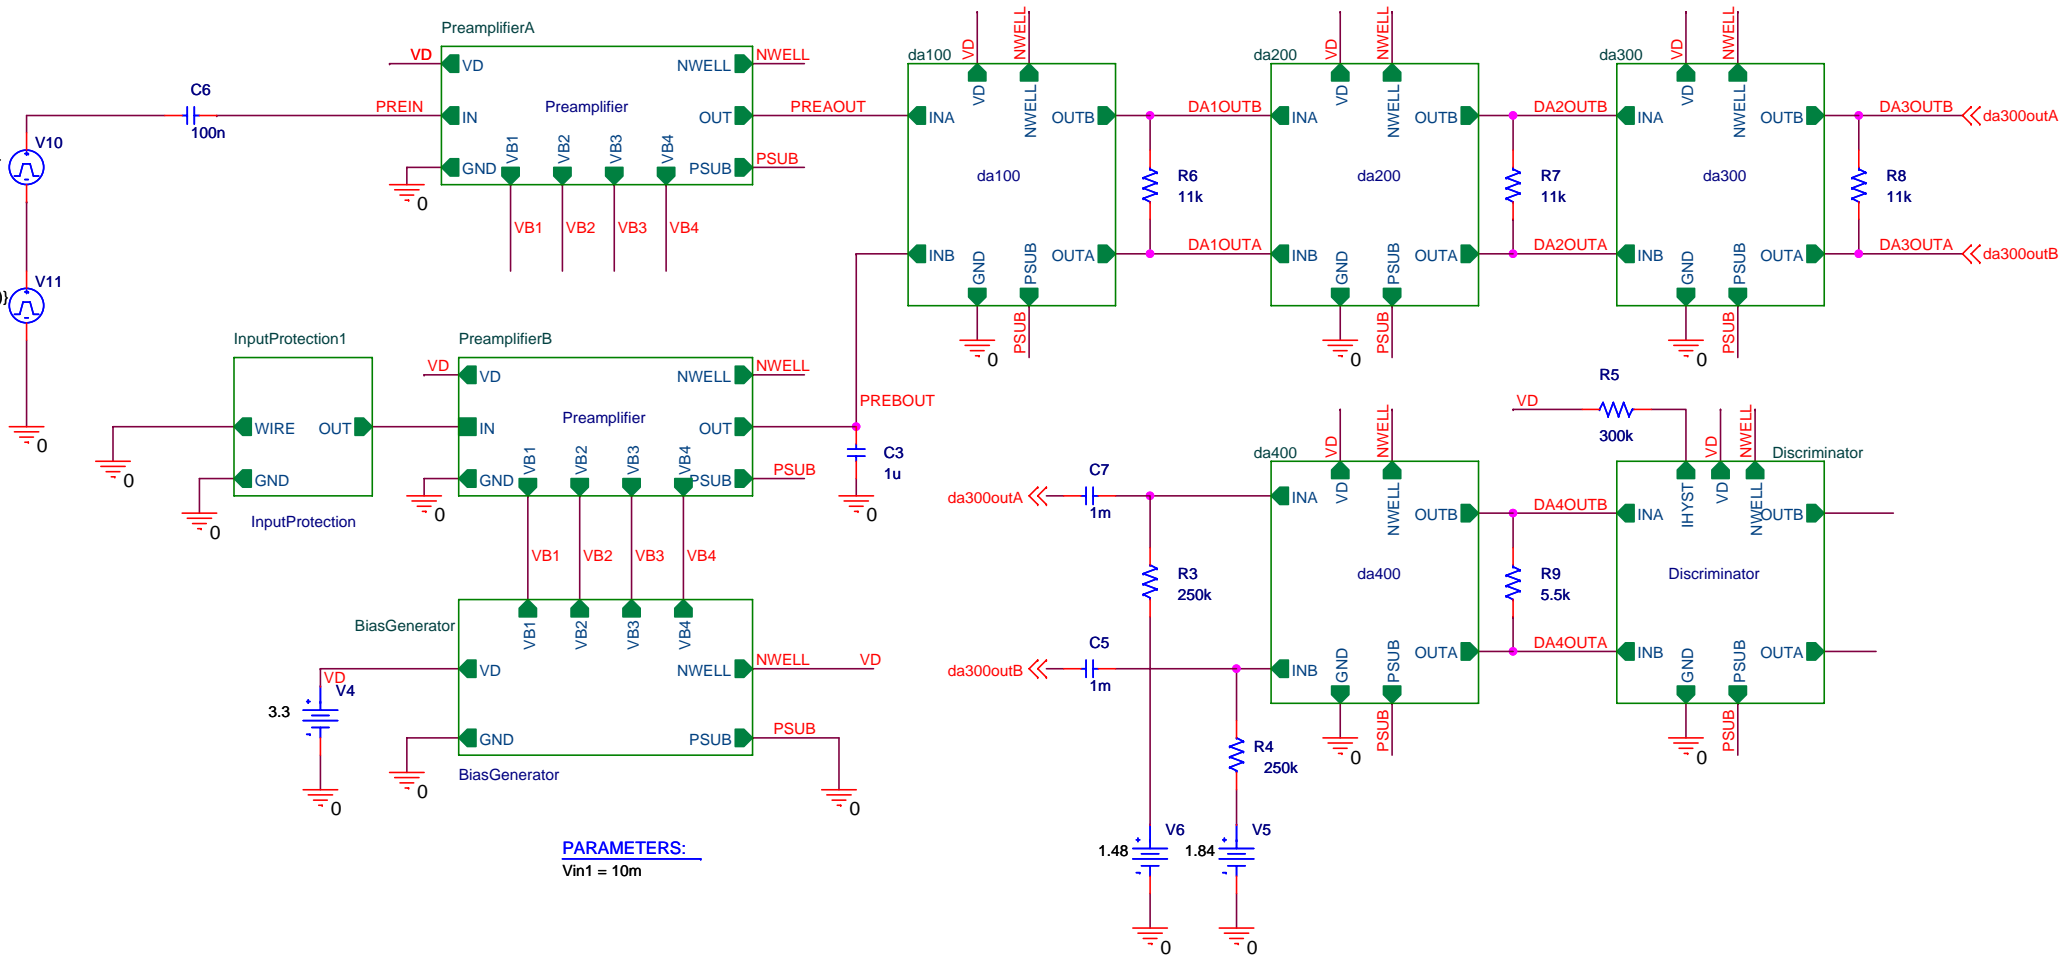 PreamplifierA
VD
VD
NWELL
NWELL
C6
100n
PREIN
IN
Preamplifier
OUT
PREAOUT
GND
VB1
VB2
VB3
VB4
PSUB
PSUB
0
VB1
VB2
VB3
VB4
V10
V11
)}
0
da100
VD
NWELL
VD
NWELL
INA
OUTB
DA1OUTB
da100
R6
11k
INB
OUTA
DA1OUTA
GND
PSUB
PSUB
0
da200
VD
NWELL
VD
NWELL
INA
OUTB
DA2OUTB
da200
R7
11k
INB
OUTA
DA2OUTA
GND
PSUB
PSUB
0
da300
VD
NWELL
VD
NWELL
INA
OUTB
DA3OUTB
da300outA
da300
R8
11k
INB
OUTA
DA3OUTA
da300outB
GND
PSUB
PSUB
0
InputProtection1
WIRE
OUT
GND
InputProtection
0
0
PreamplifierB
VD
VD
NWELL
NWELL
Preamplifier
IN
OUT
PREBOUT
GND
VB1
VB2
VB3
VB4
PSUB
PSUB
0
C3
1u
0
VB1
VB2
VB3
VB4
BiasGenerator
VB1
VB2
VB3
VB4
VD
VD
NWELL
NWELL
VD
V4
3.3
GND
PSUB
PSUB
BiasGenerator
0
0
0
PARAMETERS:
Vin1 = 10m
da300outA
C7
1m
R3
250k
da300outB
C5
1m
R4
250k
V6
1.48
V5
1.84
0
0
da400
VD
NWELL
VD
NWELL
INA
OUTB
DA4OUTB
da400
R9
5.5k
INB
OUTA
DA4OUTA
GND
PSUB
PSUB
0
R5
VD
300k
VD
NWELL
Discriminator
IHYST
VD
NWELL
INA
OUTB
Discriminator
INB
OUTA
GND
PSUB
PSUB
0